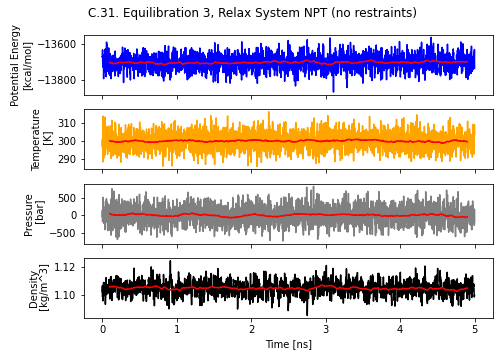 C.31. Equilibration 3, Relax System NPT (no restraints)
Potential Energy
[kcal/mol]
−13600
−13800
Temperature
[K]
310
300
290
Pressure
[bar]
500
0
−500
Density
[kg/m^3]
1.12
1.10
0 1 2 3 4 5
Time [ns]